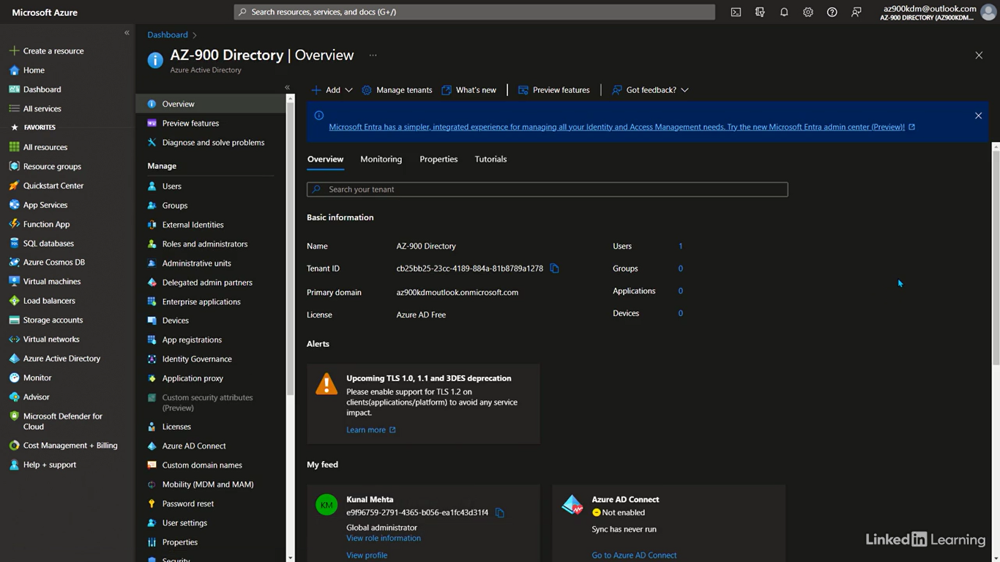 Microsoft Azure
Search resources, services, and docs (G+/)
az900kdm@outlook.com
AZ-900 DIRECTORY (AZ900KDM...
Create a resource
Home
Dashboard
All services
FAVORITES
All resources
Resource groups
Quickstart Center
App Services
Function App
SQL databases
Azure Cosmos DB
Virtual machines
Load balancers
Storage accounts
Virtual networks
Azure Active Directory
Monitor
Advisor
Microsoft Defender for
Cloud
Cost Management + Billing
Help + support
Dashboard
AZ-900 Directory | Overview
Azure Active Directory
Overview
Preview features
Diagnose and solve problems
Manage
Users
Groups
External Identities
Roles and administrators
Administrative units
Delegated admin partners
Enterprise applications
Devices
App registrations
Identity Governance
Application proxy
Custom security attributes
(Preview)
Licenses
Azure AD Connect
Custom domain names
Mobility (MDM and MAM)
Password reset
User settings
Properties
Security
Add Manage tenants What's new Preview features Got feedback?
Microsoft Entra has a simpler, integrated experience for managing all your Identity and Access Management needs. Try the new Microsoft Entra admin center (Preview)!
Overview Monitoring Properties Tutorials
Search your tenant
Basic information
Name AZ-900 Directory Users 1
Tenant ID cb25bb25-23cc-4189-884a-81b8789a1278 Groups 0
Primary domain az900kdmoutlook.onmicrosoft.com Applications 0
License Azure AD Free Devices 0
Alerts
Upcoming TLS 1.0, 1.1 and 3DES deprecation
Please enable support for TLS 1.2 on
clients(applications/platform) to avoid any service
impact.
Learn more
My feed
KM
Kunal Mehta
e9f96759-2791-4365-b056-ea1fc43d31f4
Global administrator
View role information
View profile
Azure AD Connect
Not enabled
Sync has never run
Go to Azure AD Connect
Linked in Learning